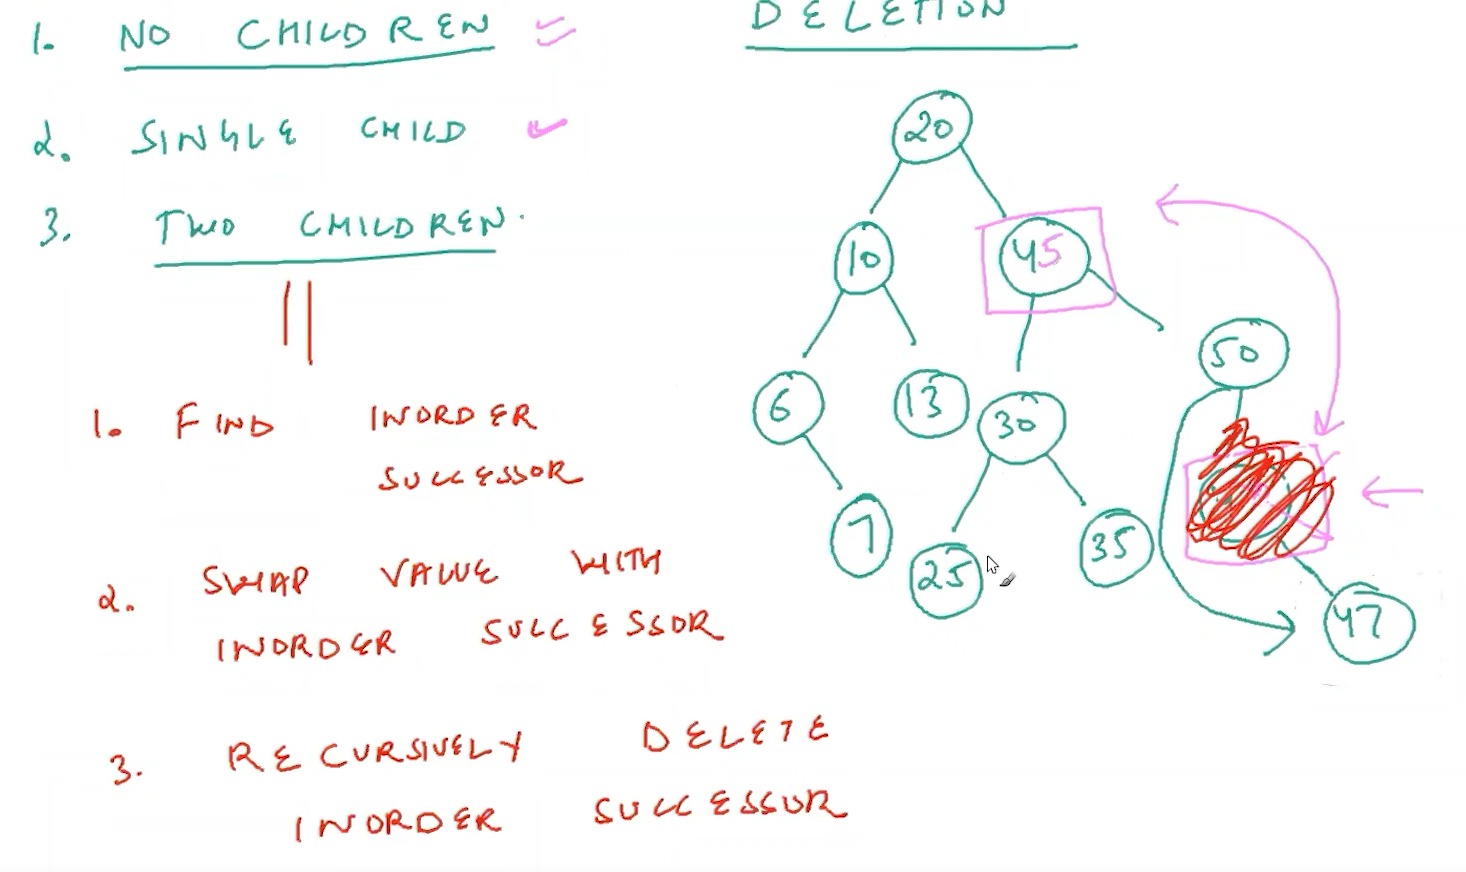 DELETION
1. NO CHILDREN
2. SINGLE CHILD
3. TWO CHILDREN.
1. FIND INORDER
SUCCESSOR
2. SWAP VALUE WITH
INORDER SUCCESSOR
3. RECURSIVELY DELETE
INORDER SUCCESSOR
20
10 45
50
6 13 30
7 25 35
47